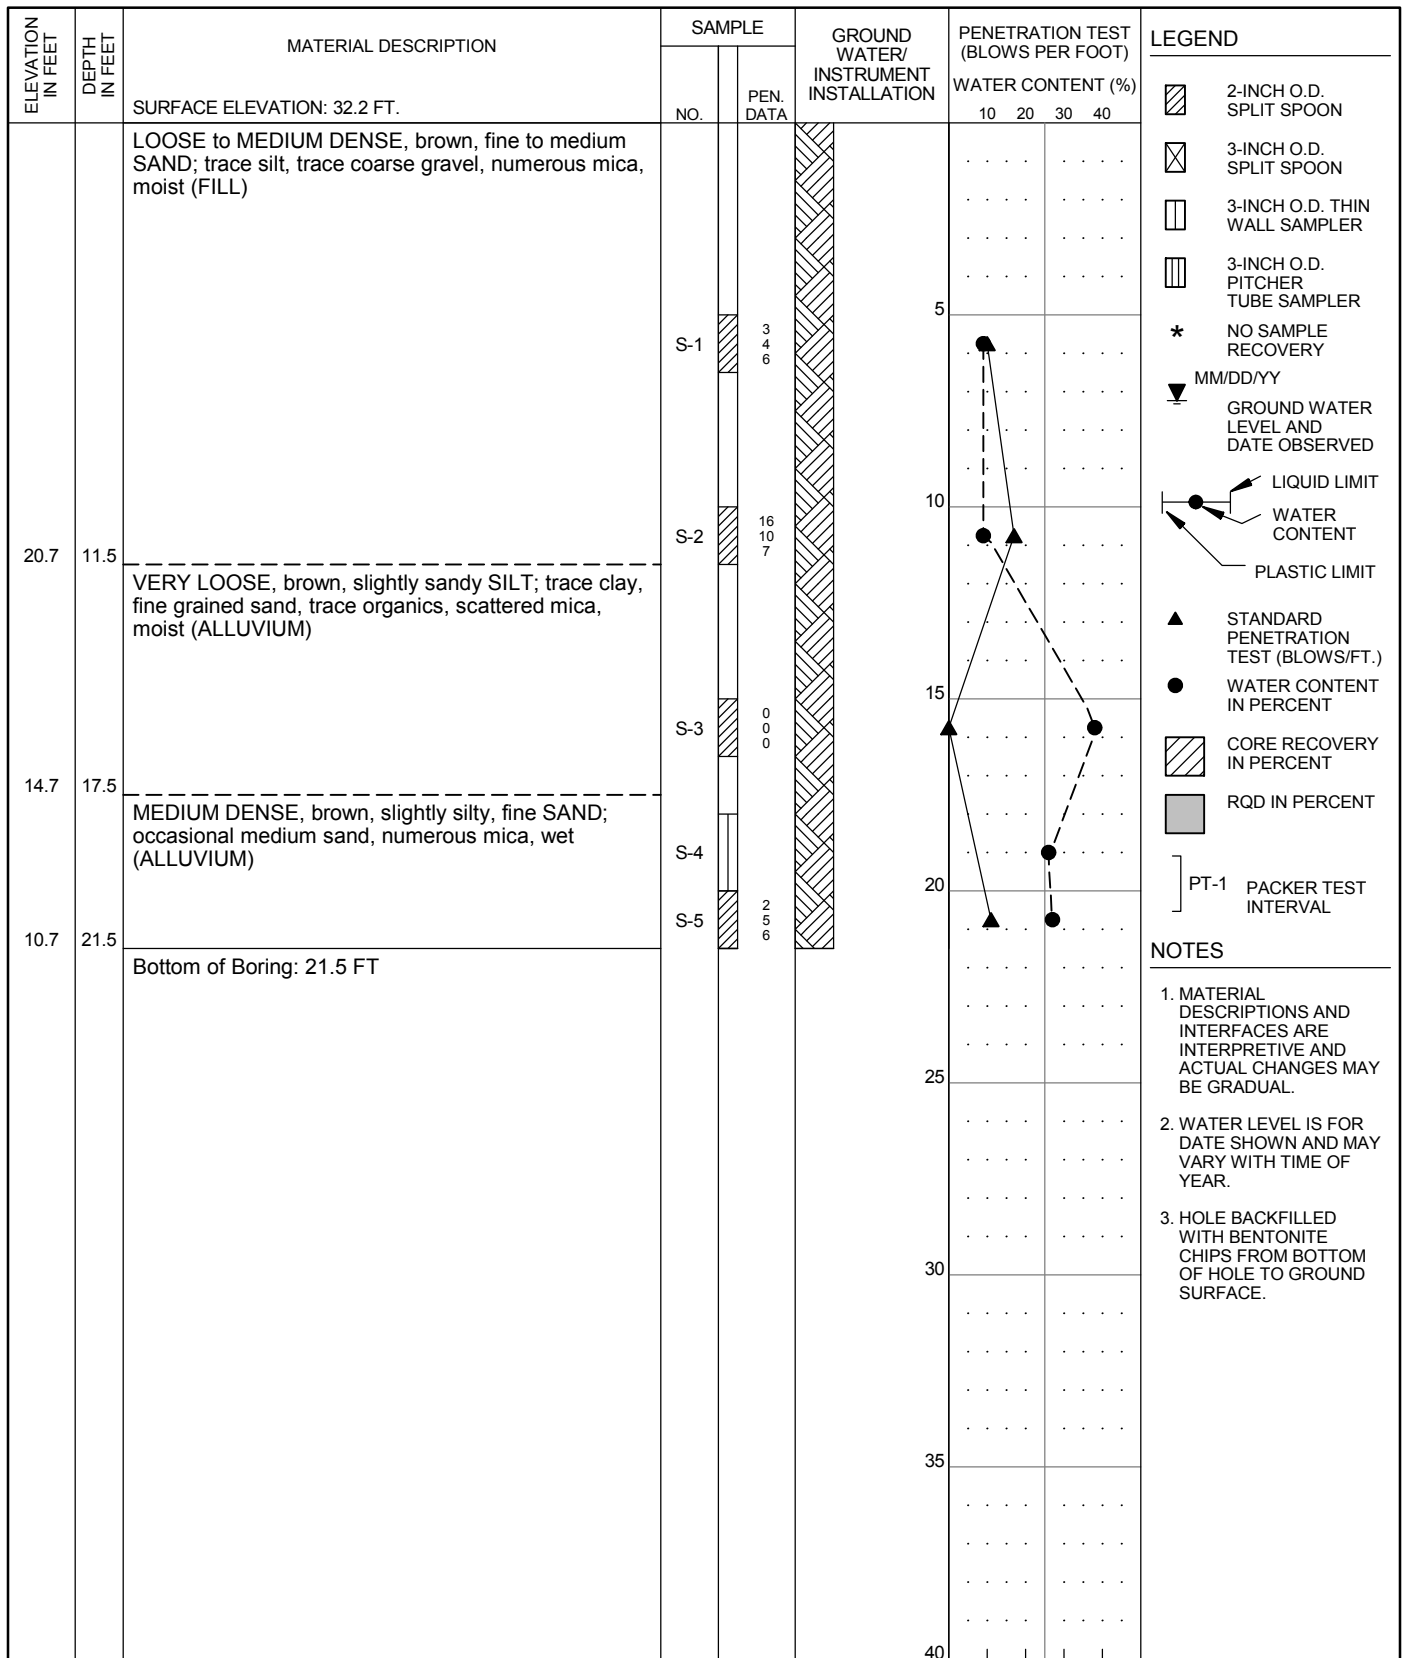 ELEVATION
IN FEET
DEPTH
IN FEET
MATERIAL DESCRIPTION
SURFACE ELEVATION: 32.2 FT.
SAMPLE
NO.
PEN.
DATA
GROUND
WATER/
INSTRUMENT
INSTALLATION
PENETRATION TEST
(BLOWS PER FOOT)
WATER CONTENT (%)
10 20 30 40
LOOSE to MEDIUM DENSE, brown, fine to medium
SAND; trace silt, trace coarse gravel, numerous mica,
moist (FILL)
5
S-1
3
4
6
10
S-2
16
10
7
20.7 11.5
VERY LOOSE, brown, slightly sandy SILT; trace clay,
fine grained sand, trace organics, scattered mica,
moist (ALLUVIUM)
15
S-3
0
0
0
14.7 17.5
MEDIUM DENSE, brown, slightly silty, fine SAND;
occasional medium sand, numerous mica, wet
(ALLUVIUM)
S-4
20
S-5
2
5
6
10.7 21.5
Bottom of Boring: 21.5 FT
25
30
35
40
LEGEND
2-INCH O.D.
SPLIT SPOON
3-INCH O.D.
SPLIT SPOON
3-INCH O.D. THIN
WALL SAMPLER
3-INCH O.D.
PITCHER
TUBE SAMPLER
* NO SAMPLE
RECOVERY
MM/DD/YY
GROUND WATER
LEVEL AND
DATE OBSERVED
LIQUID LIMIT
WATER
CONTENT
PLASTIC LIMIT
STANDARD
PENETRATION
TEST (BLOWS/FT.)
WATER CONTENT
IN PERCENT
CORE RECOVERY
IN PERCENT
RQD IN PERCENT
PT-1 PACKER TEST
INTERVAL
NOTES
1. MATERIAL
DESCRIPTIONS AND
INTERFACES ARE
INTERPRETIVE AND
ACTUAL CHANGES MAY
BE GRADUAL.
2. WATER LEVEL IS FOR
DATE SHOWN AND MAY
VARY WITH TIME OF
YEAR.
3. HOLE BACKFILLED
WITH BENTONITE
CHIPS FROM BOTTOM
OF HOLE TO GROUND
SURFACE.